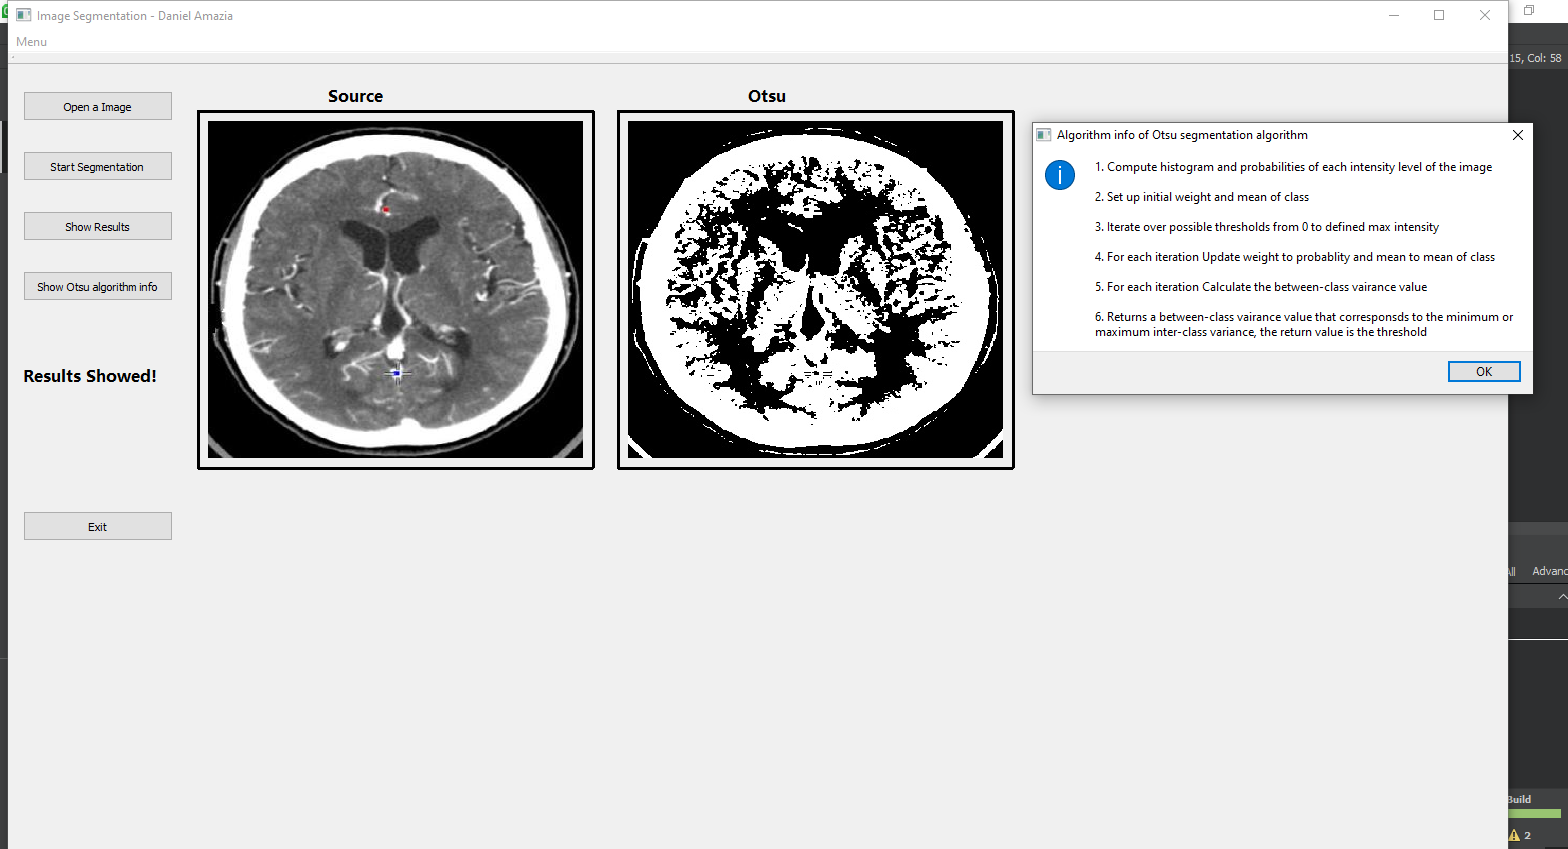 Image Segmentation - Daniel Amazia
Menu
15, Col: 58
Open a Image
Start Segmentation
Show Results
Show Otsu algorithm info
Results Showed!
Exit
Source
Otsu
Algorithm info of Otsu segmentation algorithm
1. Compute histogram and probabilities of each intensity level of the image
2. Set up initial weight and mean of class
3. Iterate over possible thresholds from 0 to defined max intensity
4. For each iteration Update weight to probablity and mean to mean of class
5. For each iteration Calculate the between-class vairance value
6. Returns a between-class vairance value that corresponsds to the minimum or
maximum inter-class variance, the return value is the threshold
OK
All Advanc
Build
2